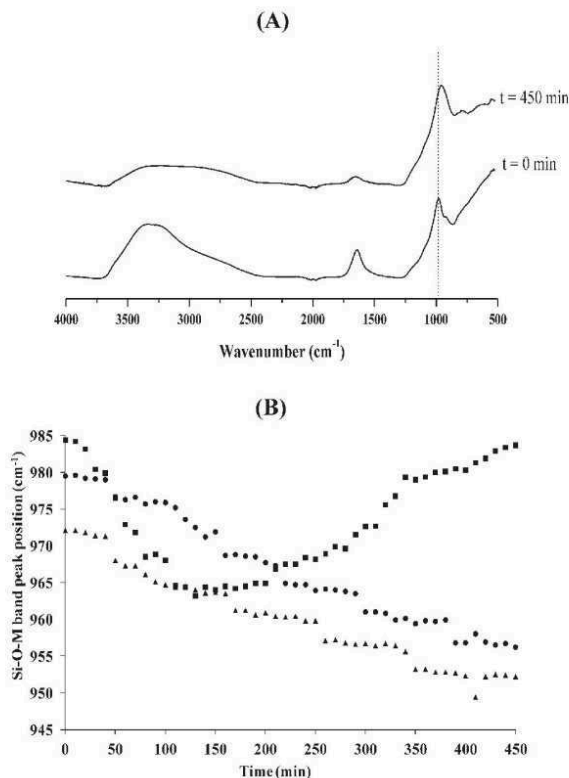 (A)
t = 450 min
t = 0 min
4000 3500 3000 2500 2000 1500 1000 500
Wavenumber (cm-1)
(B)
Si-O-M band peak position (cm-1)
985
980
975
970
965
960
955
950
945
0 50 100 150 200 250 300 350 400 450
Time (min)